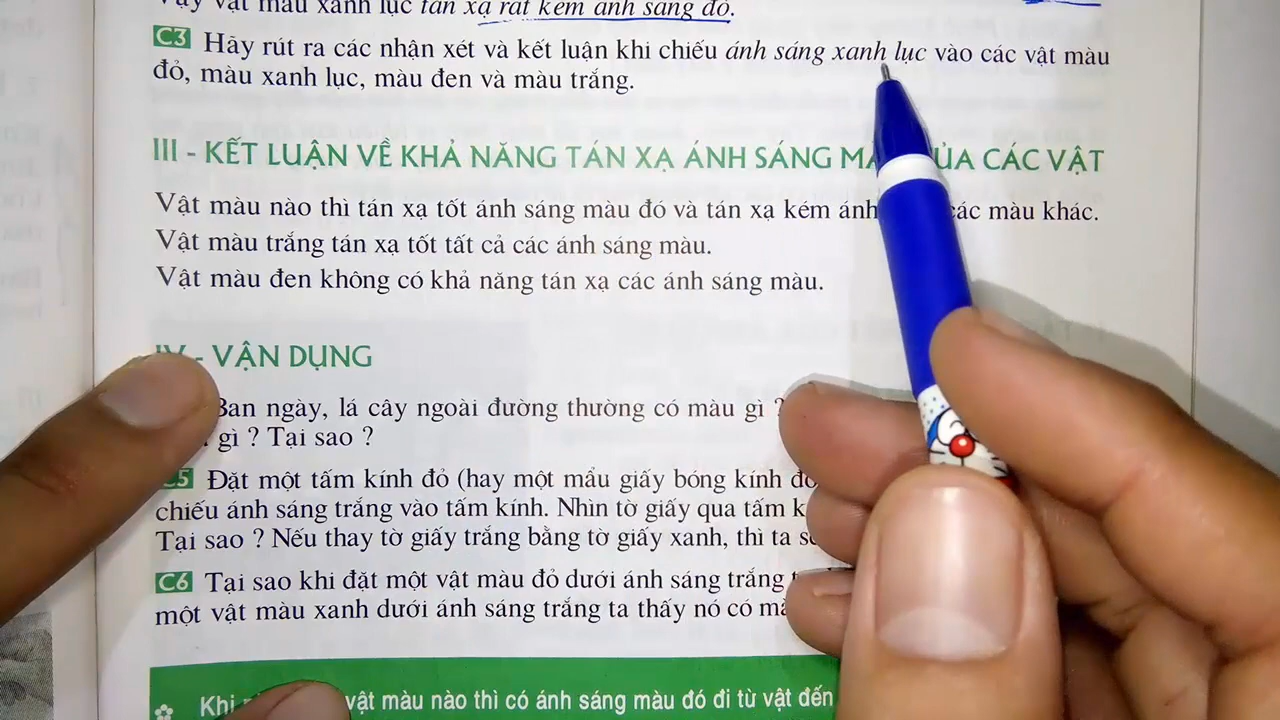 vật màu xanh lục tán xạ rất kém ánh sáng đỏ.
C3 Hãy rút ra các nhận xét và kết luận khi chiếu ánh sáng xanh lục vào các vật màu
đỏ, màu xanh lục, màu đen và màu trắng.
III - KẾT LUẬN VỀ KHẢ NĂNG TÁN XẠ ÁNH SÁNG CÁC VẬT
Vật màu nào thì tán xạ tốt ánh sáng màu đó và tán xạ kém ánh các màu khác.
Vật màu trắng tán xạ tốt tất cả các ánh sáng màu.
Vật màu đen không có khả năng tán xạ các ánh sáng màu.
IV - VẬN DỤNG
Ban ngày, lá cây ngoài đường thường có màu gì ?
gì ? Tại sao ?
C5 Đặt một tấm kính đỏ (hay một mẩu giấy bóng kính
chiếu ánh sáng trắng vào tấm kính. Nhìn tờ giấy qua tấm
Tại sao ? Nếu thay tờ giấy trắng bằng tờ giấy xanh, thì ta
C6 Tại sao khi đặt một vật màu đỏ dưới ánh sáng trắng
một vật màu xanh dưới ánh sáng trắng ta thấy nó có
Khi vật màu nào thì có ánh sáng màu đó đi từ vật đến